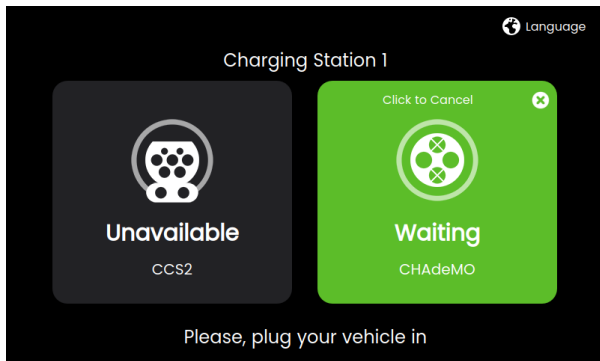 Language
Charging Station 1
Click to Cancel
Unavailable
Waiting
CCS2
CHAdeMO
Please, plug your vehicle in